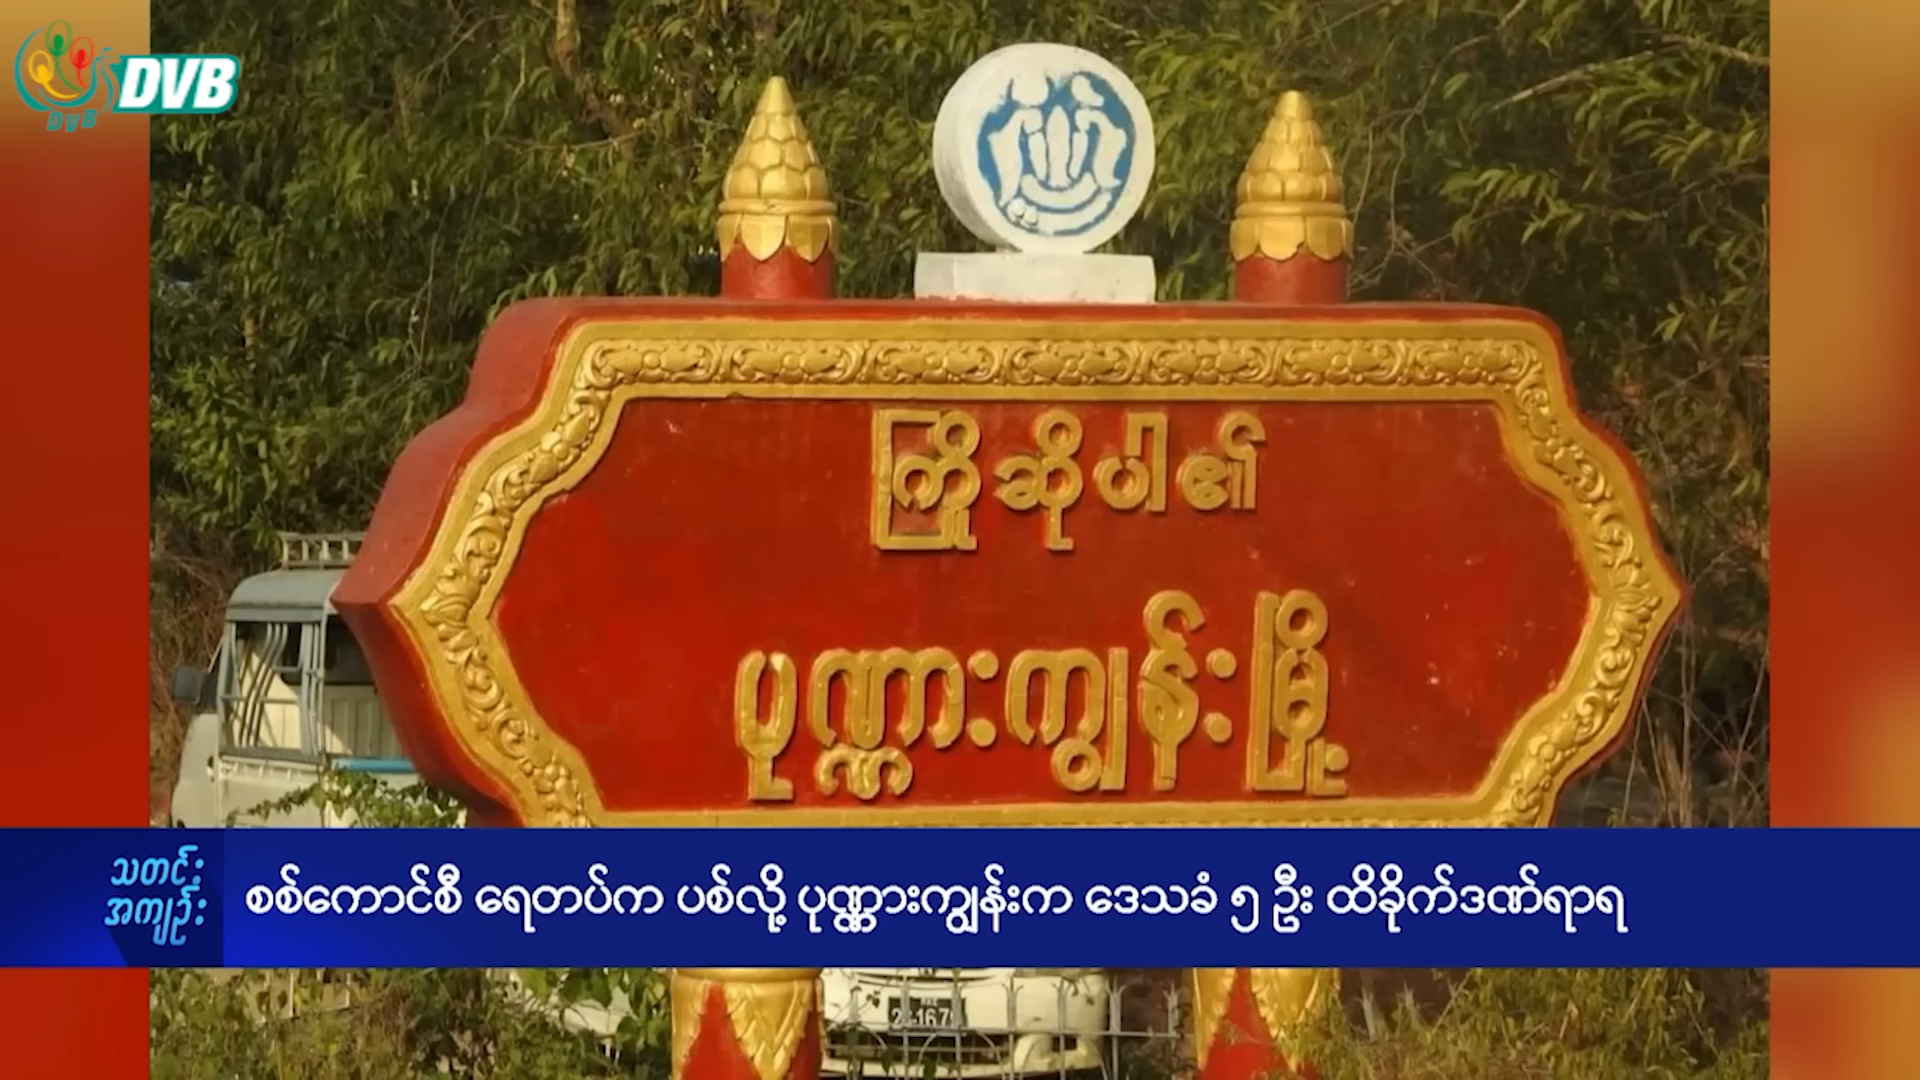 DVB
DVB
ကြိုဆိုပါ၏
ပုဏ္ဏားကျွန်းမြို့
သတင်း
အကျဉ်း
စစ်ကောင်စီ ရေတပ်က ပစ်လို့ ပုဏ္ဏားကျွန်းက ဒေသခံ ၅ ဦး ထိခိုက်ဒဏ်ရာရ